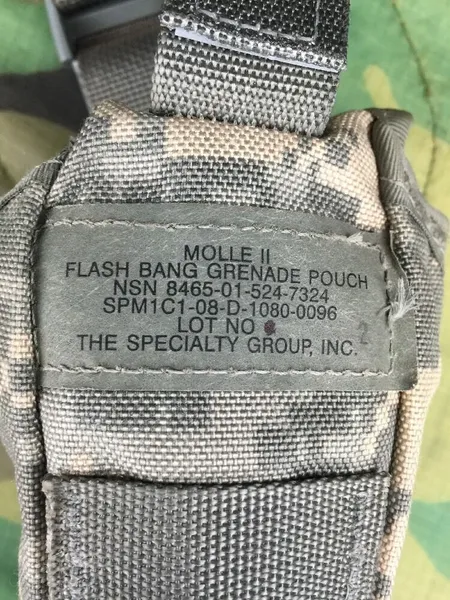 MOLLE II
FLASH BANG GRENADE POUCH
NSN 8465-01-524-7324
SPM1C1-08-D-1080-0096
LOT NO 2
THE SPECIALTY GROUP, INC.